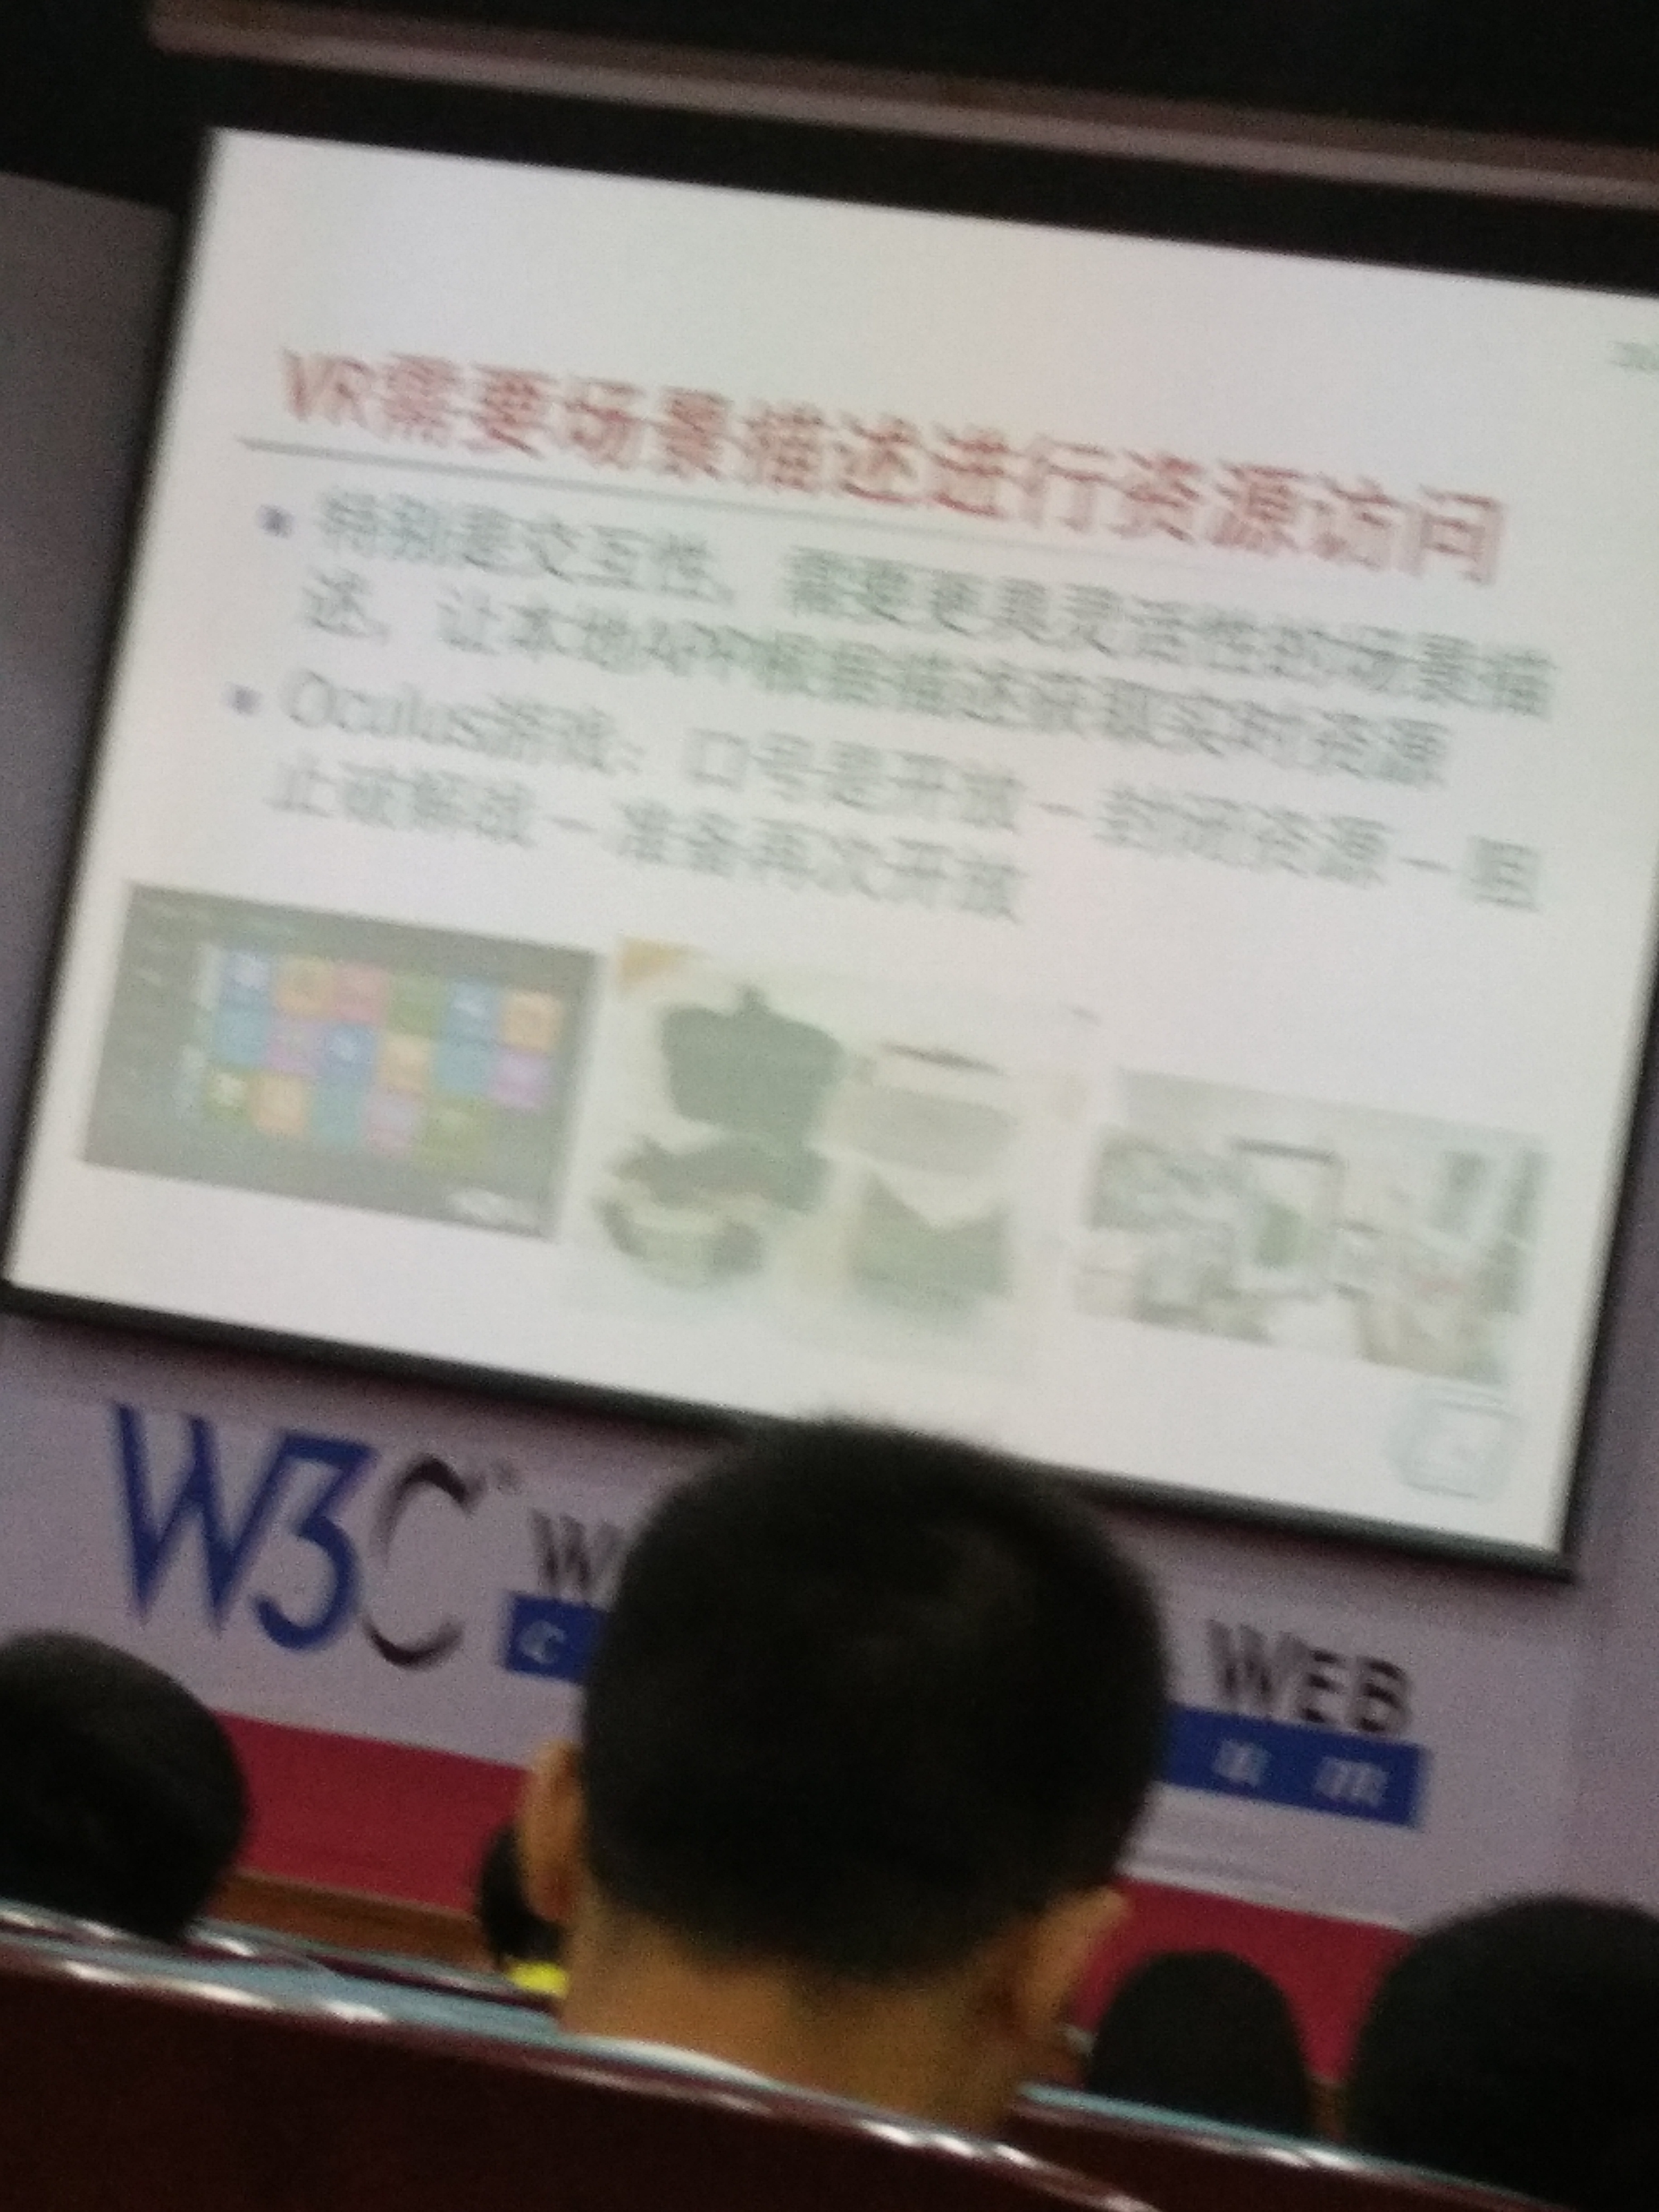 VR需要场景描述进行资源访问
特别是交互性，需要更具灵活性的场景描
述，让本地APP根据描述获取实时资源
Oculus游戏：口号是开放－封闭资源－阻
止破解战－准备再次开放
W3C
WEB